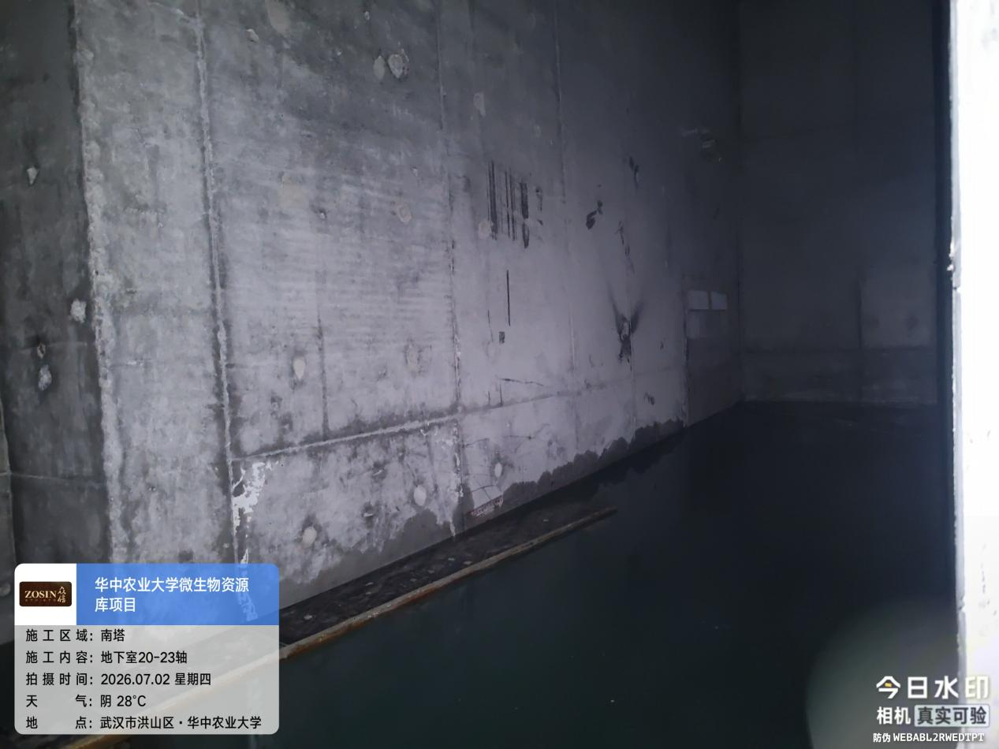 ZOSIN 众信
华中农业大学微生物资源
库项目
施工区域：南塔
施工内容：地下室20-23轴
拍摄时间：2026.07.02 星期四
天气：阴 28℃
地点：武汉市洪山区·华中农业大学
今日水印
相机 真实可验
防伪 WEBABL2RWEDTPT